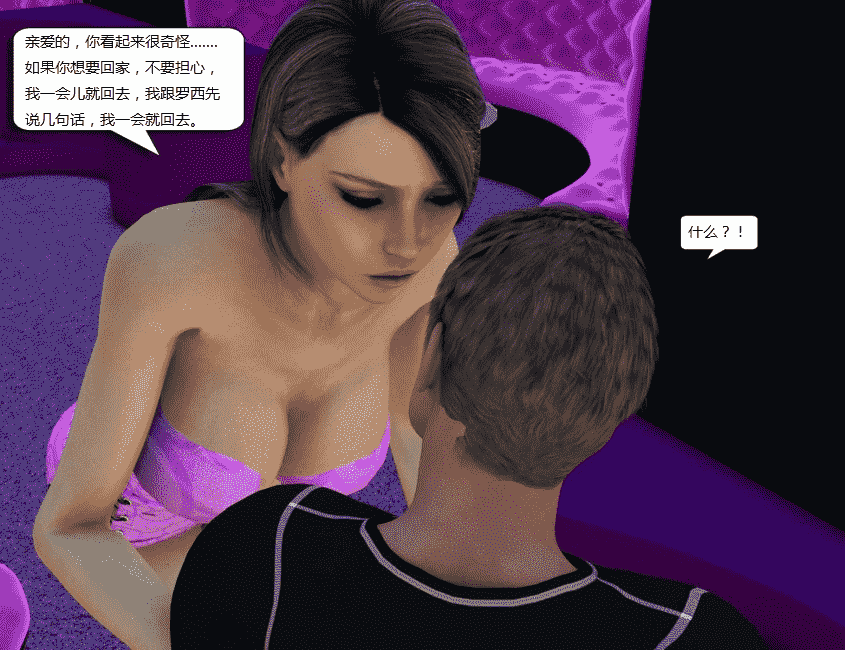 亲爱的，你看起来很奇怪.......
如果你想要回家，不要担心，
我一会儿就回去，我跟罗西先
说几句话，我一会就回去。
什么？！